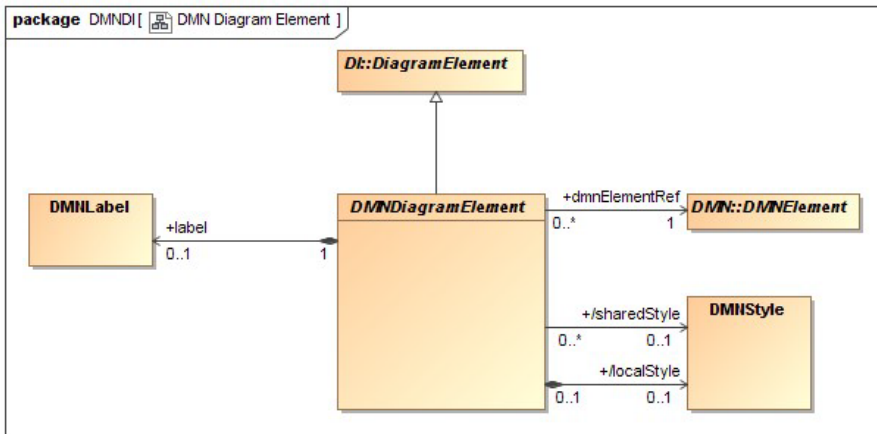 package DMNDI [ DMN Diagram Element ]
DI::DiagramElement
DMNLabel
DMNDiagramElement
+dmnElementRef
DMN::DMNElement
0..*
1
+label
0..1
1
+/sharedStyle
DMNStyle
0..*
0..1
+/localStyle
0..1
0..1